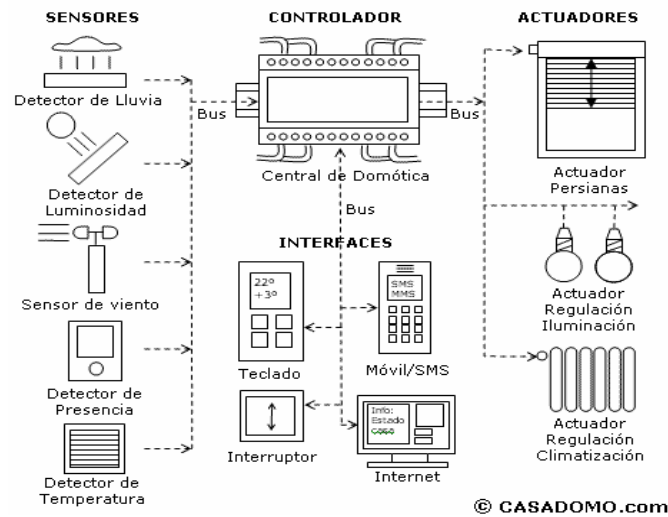 SENSORES
Detector de Lluvia
Detector de
Luminosidad
Sensor de viento
Detector de
Presencia
Detector de
Temperatura
Bus
CONTROLADOR
Central de Domótica
Bus
Bus
INTERFACES
22º
+3º
Teclado
SMS
MMS
Móvil/SMS
Interruptor
Info:
Estado
casa
Internet
ACTUADORES
Actuador
Persianas
Actuador
Regulación
Iluminación
Actuador
Regulación
Climatización
© CASADOMO.com